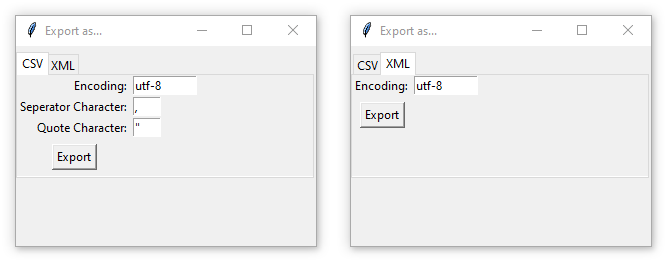 Export as...
CSV XML
Encoding: utf-8
Seperator Character: ,
Quote Character: "
Export
Export as...
CSV XML
Encoding: utf-8
Export